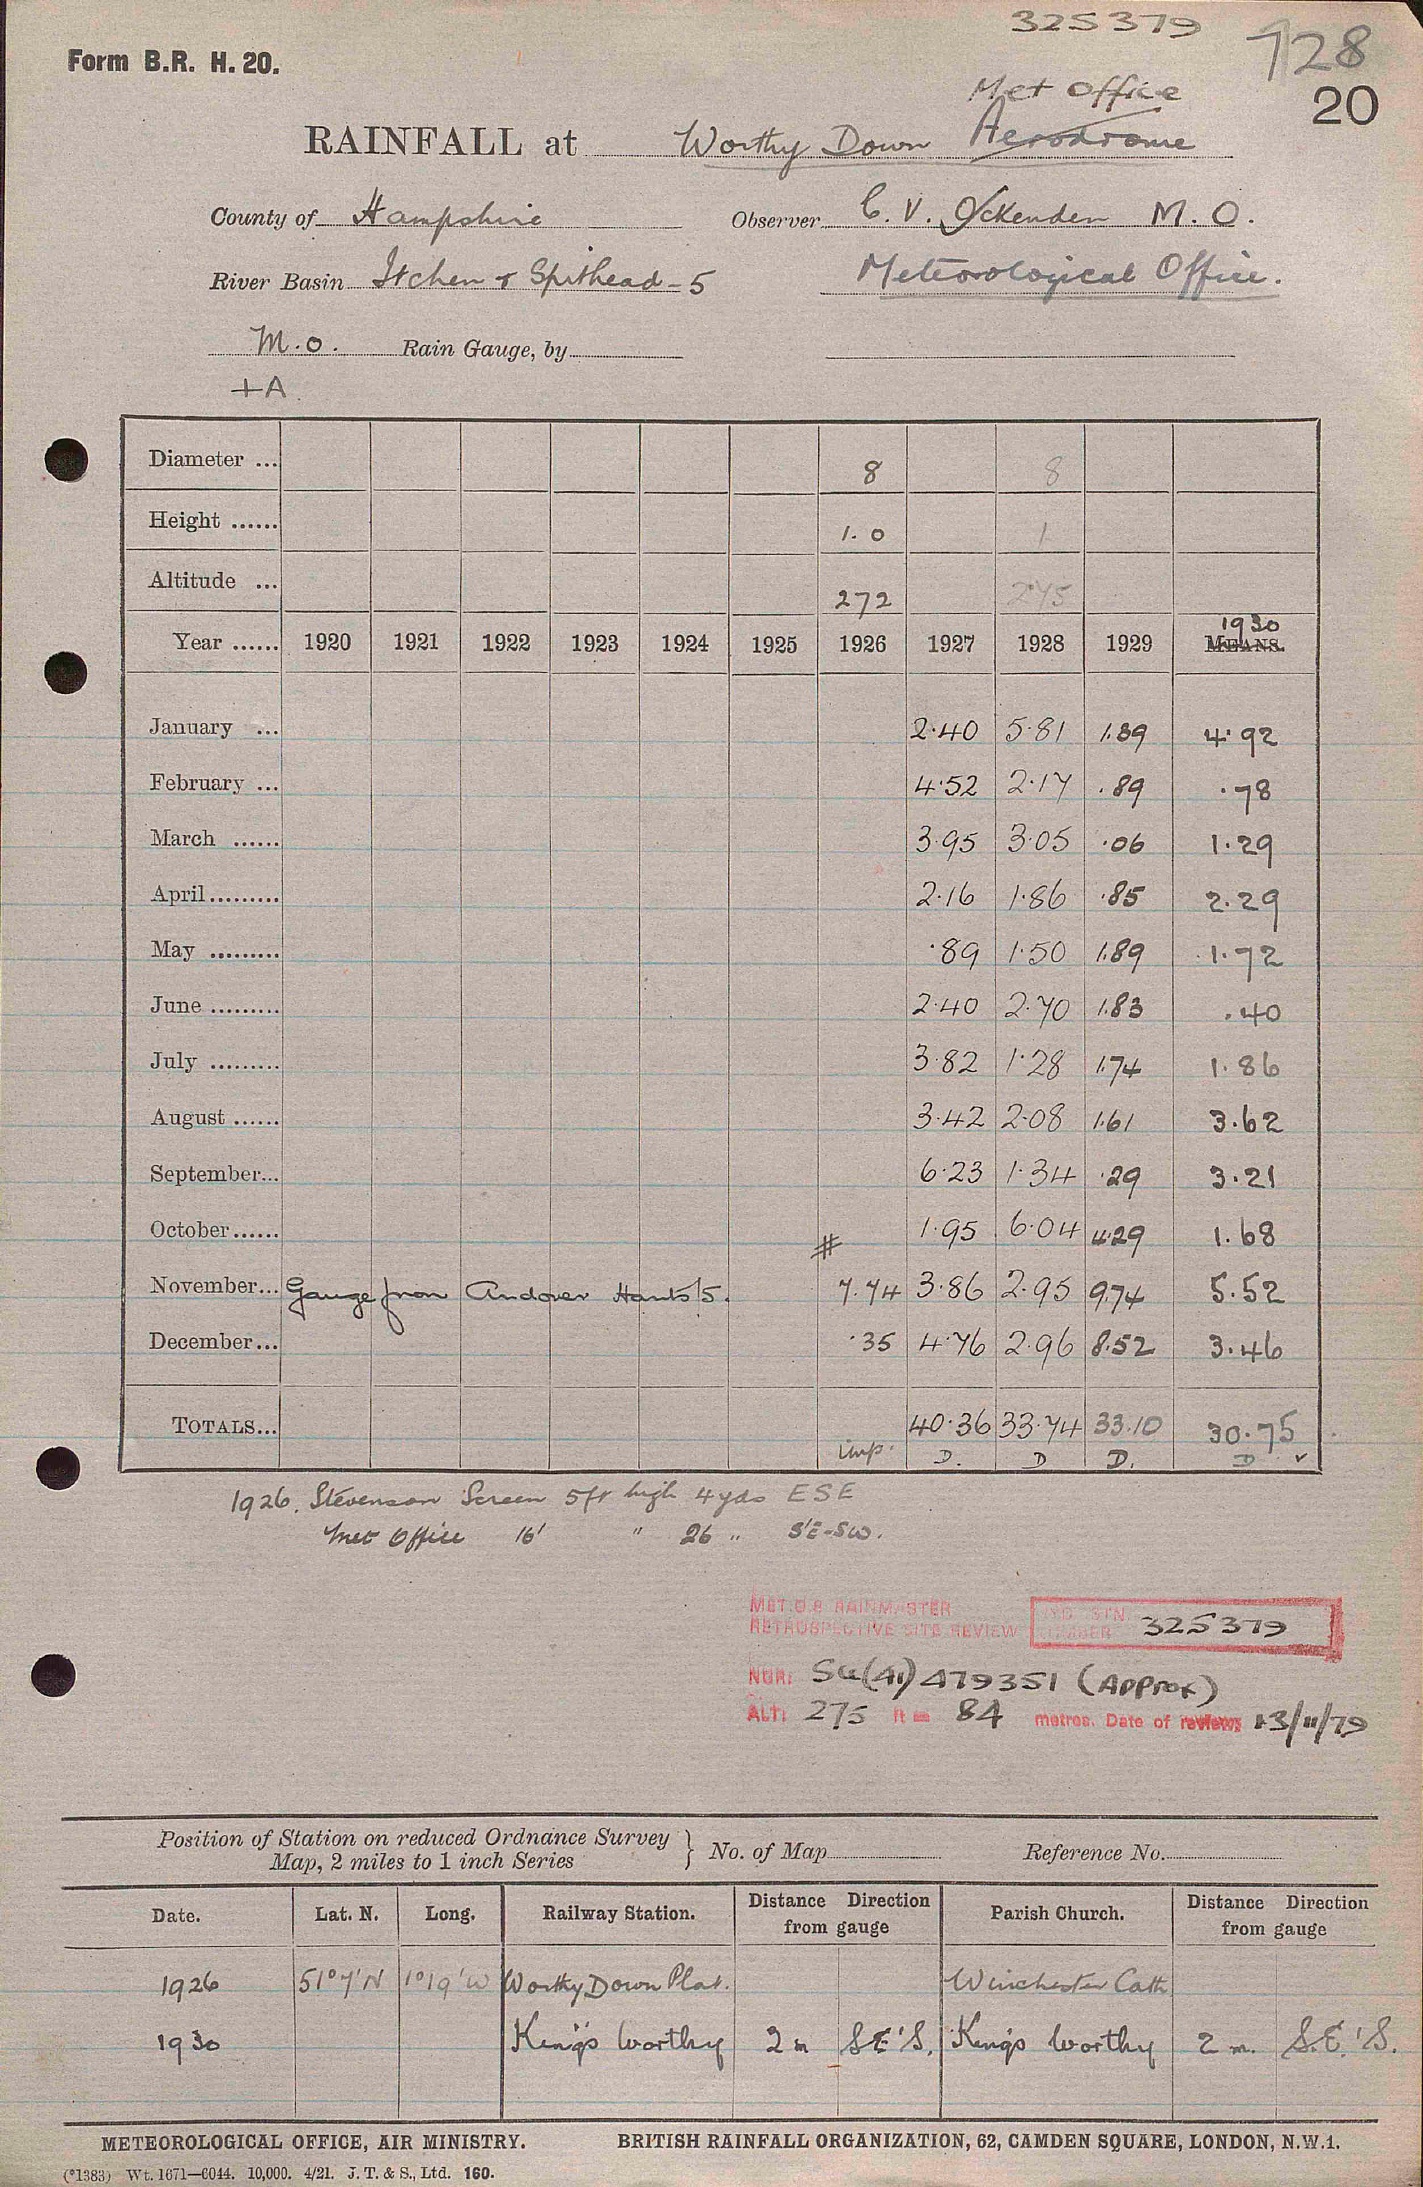 325379
928
Form B.R. H. 20.
Met Office
20
RAINFALL at Worthy Down Aerodrome
County of Hampshire Observer C. V. Ockenden M. O.
River Basin Itchen & Spithead - 5 Meteorological Office.
M.O. Rain Gauge, by
+A
Diameter ... 8 8
Height ...... 1.0 1
Altitude ... 272 275
1930
Year ...... 1920 1921 1922 1923 1924 1925 1926 1927 1928 1929 MEANS.
January ... 2.40 5.81 1.39 4.92
February ... 4.52 2.17 .89 .78
March ...... 3.95 3.05 .06 1.29
April......... 2.16 1.86 .85 2.29
May ......... .89 1.50 1.89 1.72
June ......... 2.40 2.70 1.83 .40
July ......... 3.82 1.28 1.74 1.86
August ...... 3.42 2.08 1.61 3.62
September... 6.23 1.34 .29 3.21
October...... # 1.95 6.04 4.29 1.68
November... Gauge from Andover Hants 5. 7.74 3.86 2.95 9.74 5.52
December... .35 4.76 2.96 8.52 3.46
TOTALS... 40.36 33.74 33.10 30.75
imp. D. D D. D ✓
1926. Stevenson Screen 5ft high 4yds ESE
Met Office 16' " 26 " S'E-SW.
MET.O.8 RAINMASTER
RETROSPECTIVE SITE REVIEW
HYD. STN. NUMBER 325379
NGR: SU(41)479351 (Approx)
ALT: 275 ft = 84 metres. Date of review: 13/11/79
Position of Station on reduced Ordnance Survey
Map, 2 miles to 1 inch Series } No. of Map Reference No.
Date. Lat. N. Long. Railway Station. Distance Direction from gauge Parish Church. Distance Direction from gauge
1926 51°7'N 1°19'W Worthy Down Plat. Winchester Cath
1930 King's Worthy 2 m S E'S. King's Worthy 2 m. S.E.'S.
METEOROLOGICAL OFFICE, AIR MINISTRY. BRITISH RAINFALL ORGANIZATION, 62, CAMDEN SQUARE, LONDON, N.W.1.
(*1383) Wt. 1671—6044. 10,000. 4/21. J. T. & S., Ltd. 160.